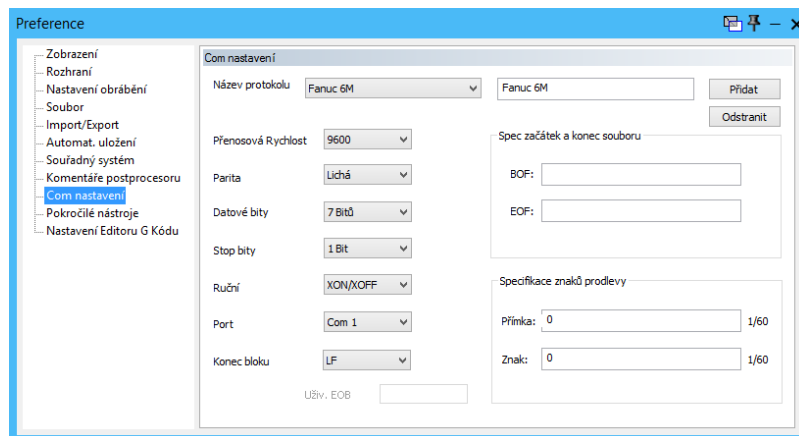 Preference
Zobrazení
Rozhraní
Nastavení obrábění
Soubor
Import/Export
Automat. uložení
Souřadný systém
Komentáře postprocesoru
Com nastavení
Pokročilé nástroje
Nastavení Editoru G Kódu
Com nastavení
Název protokolu Fanuc 6M Fanuc 6M Přidat
Odstranit
Přenosová Rychlost 9600
Parita Lichá
Datové bity 7 Bitů
Stop bity 1 Bit
Ruční XON/XOFF
Port Com 1
Konec bloku LF
Uživ. EOB
Spec začátek a konec souboru
BOF:
EOF:
Specifikace znaků prodlevy
Přímka: 0 1/60
Znak: 0 1/60